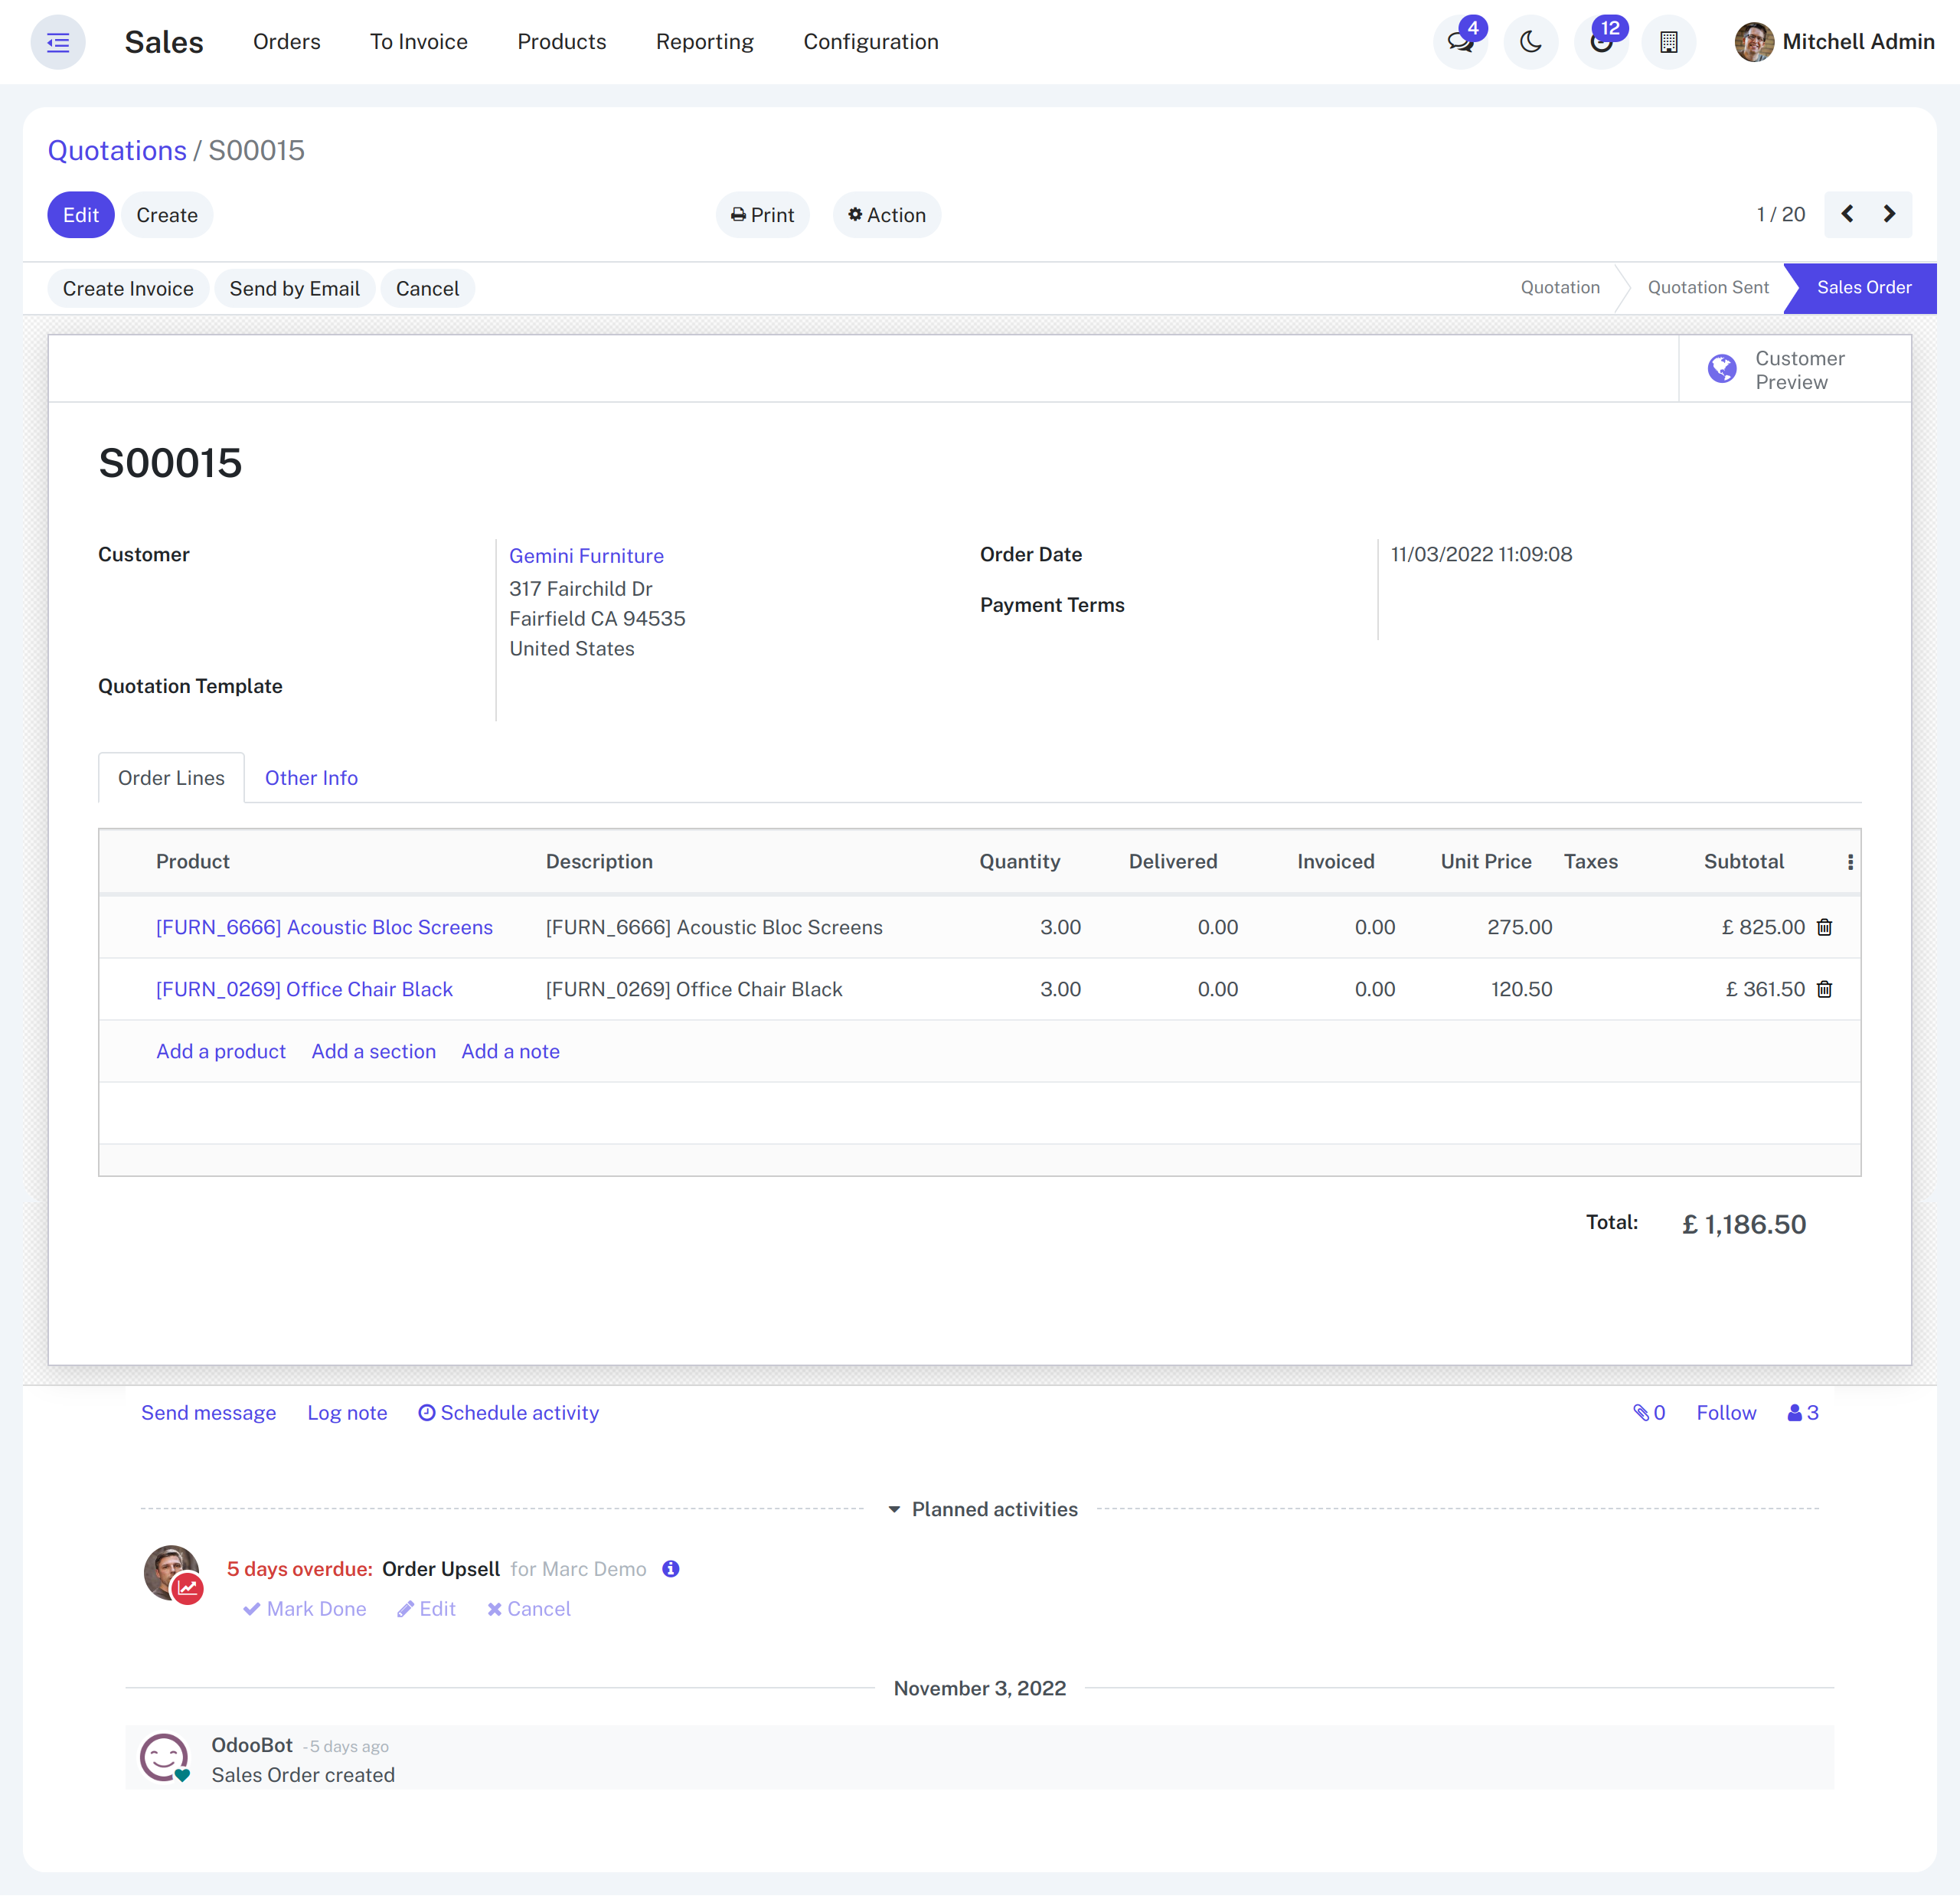 Sales Orders To Invoice Products Reporting Configuration 4 12 Mitchell Admin
Quotations / S00015
Edit Create Print Action 1 / 20
Create Invoice Send by Email Cancel Quotation Quotation Sent Sales Order
Customer
Preview
S00015
Customer Gemini Furniture Order Date 11/03/2022 11:09:08
317 Fairchild Dr
Payment Terms
Fairfield CA 94535
United States
Quotation Template
Order Lines Other Info
Product Description Quantity Delivered Invoiced Unit Price Taxes Subtotal
[FURN_6666] Acoustic Bloc Screens [FURN_6666] Acoustic Bloc Screens 3.00 0.00 0.00 275.00 £ 825.00
[FURN_0269] Office Chair Black [FURN_0269] Office Chair Black 3.00 0.00 0.00 120.50 £ 361.50
Add a product Add a section Add a note
Total: £ 1,186.50
Send message Log note Schedule activity 0 Follow 3
Planned activities
5 days overdue: Order Upsell for Marc Demo
Mark Done Edit Cancel
November 3, 2022
OdooBot - 5 days ago
Sales Order created